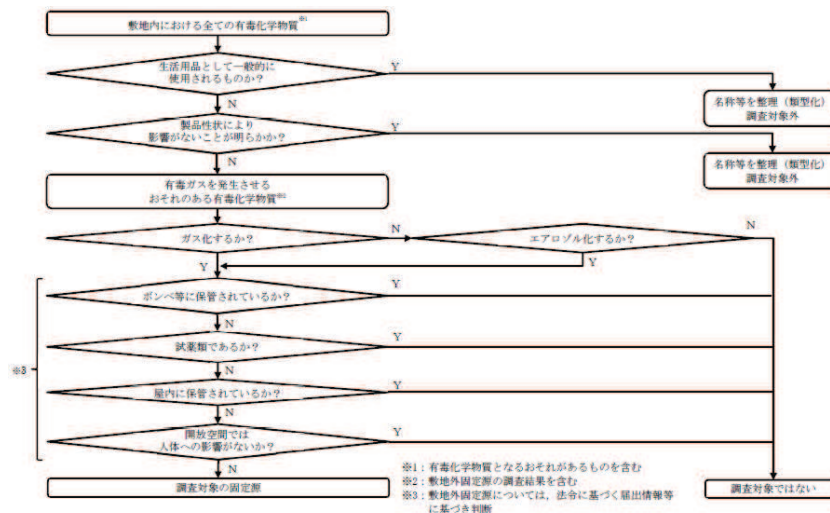 敷地内における全ての有毒化学物質※1
生活用品として一般的に
使用されるものか？
Y
N
名称等を整理（類型化）
調査対象外
製品性状により
影響がないことが明らかか？
Y
N
名称等を整理（類型化）
調査対象外
有毒ガスを発生させる
おそれのある有毒化学物質※2
ガス化するか？
N
エアロゾル化するか？
N
Y
Y
ボンベ等に保管されているか？
Y
N
試薬類であるか？
Y
※3
N
屋内に保管されているか？
Y
N
開放空間では
人体への影響がないか？
Y
N
調査対象の固定源
※1：有毒化学物質となるおそれがあるものを含む
※2：敷地外固定源の調査結果を含む
※3：敷地外固定源については，法令に基づく届出情報等
に基づき判断
調査対象ではない